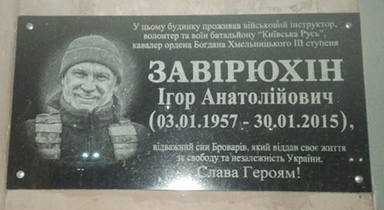 У цьому будинку проживав військовий інструктор,
волонтер та воїн батальйону "Київська Русь",
кавалер ордена Богдана Хмельницького III ступеня
ЗАВІРЮХІН
Ігор Анатолійович
(03.01.1957 - 30.01.2015),
відважний син Броварів, який віддав своє життя
за свободу та незалежність України.
Слава Героям!